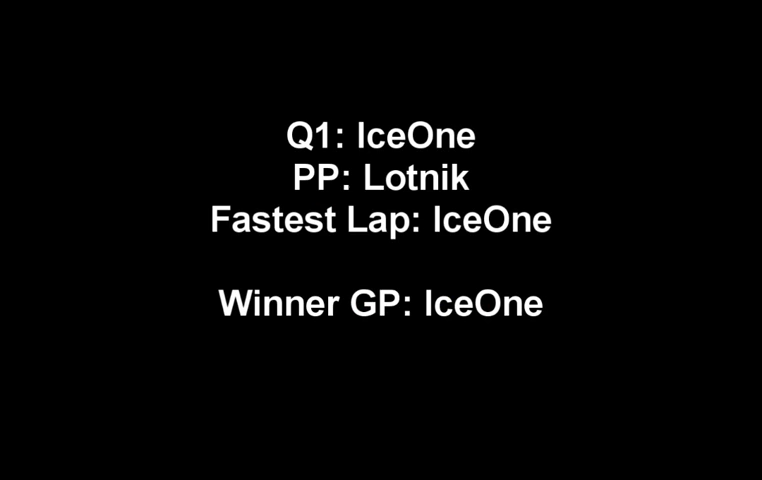 Q1: IceOne
PP: Lotnik
Fastest Lap: IceOne
Winner GP: IceOne